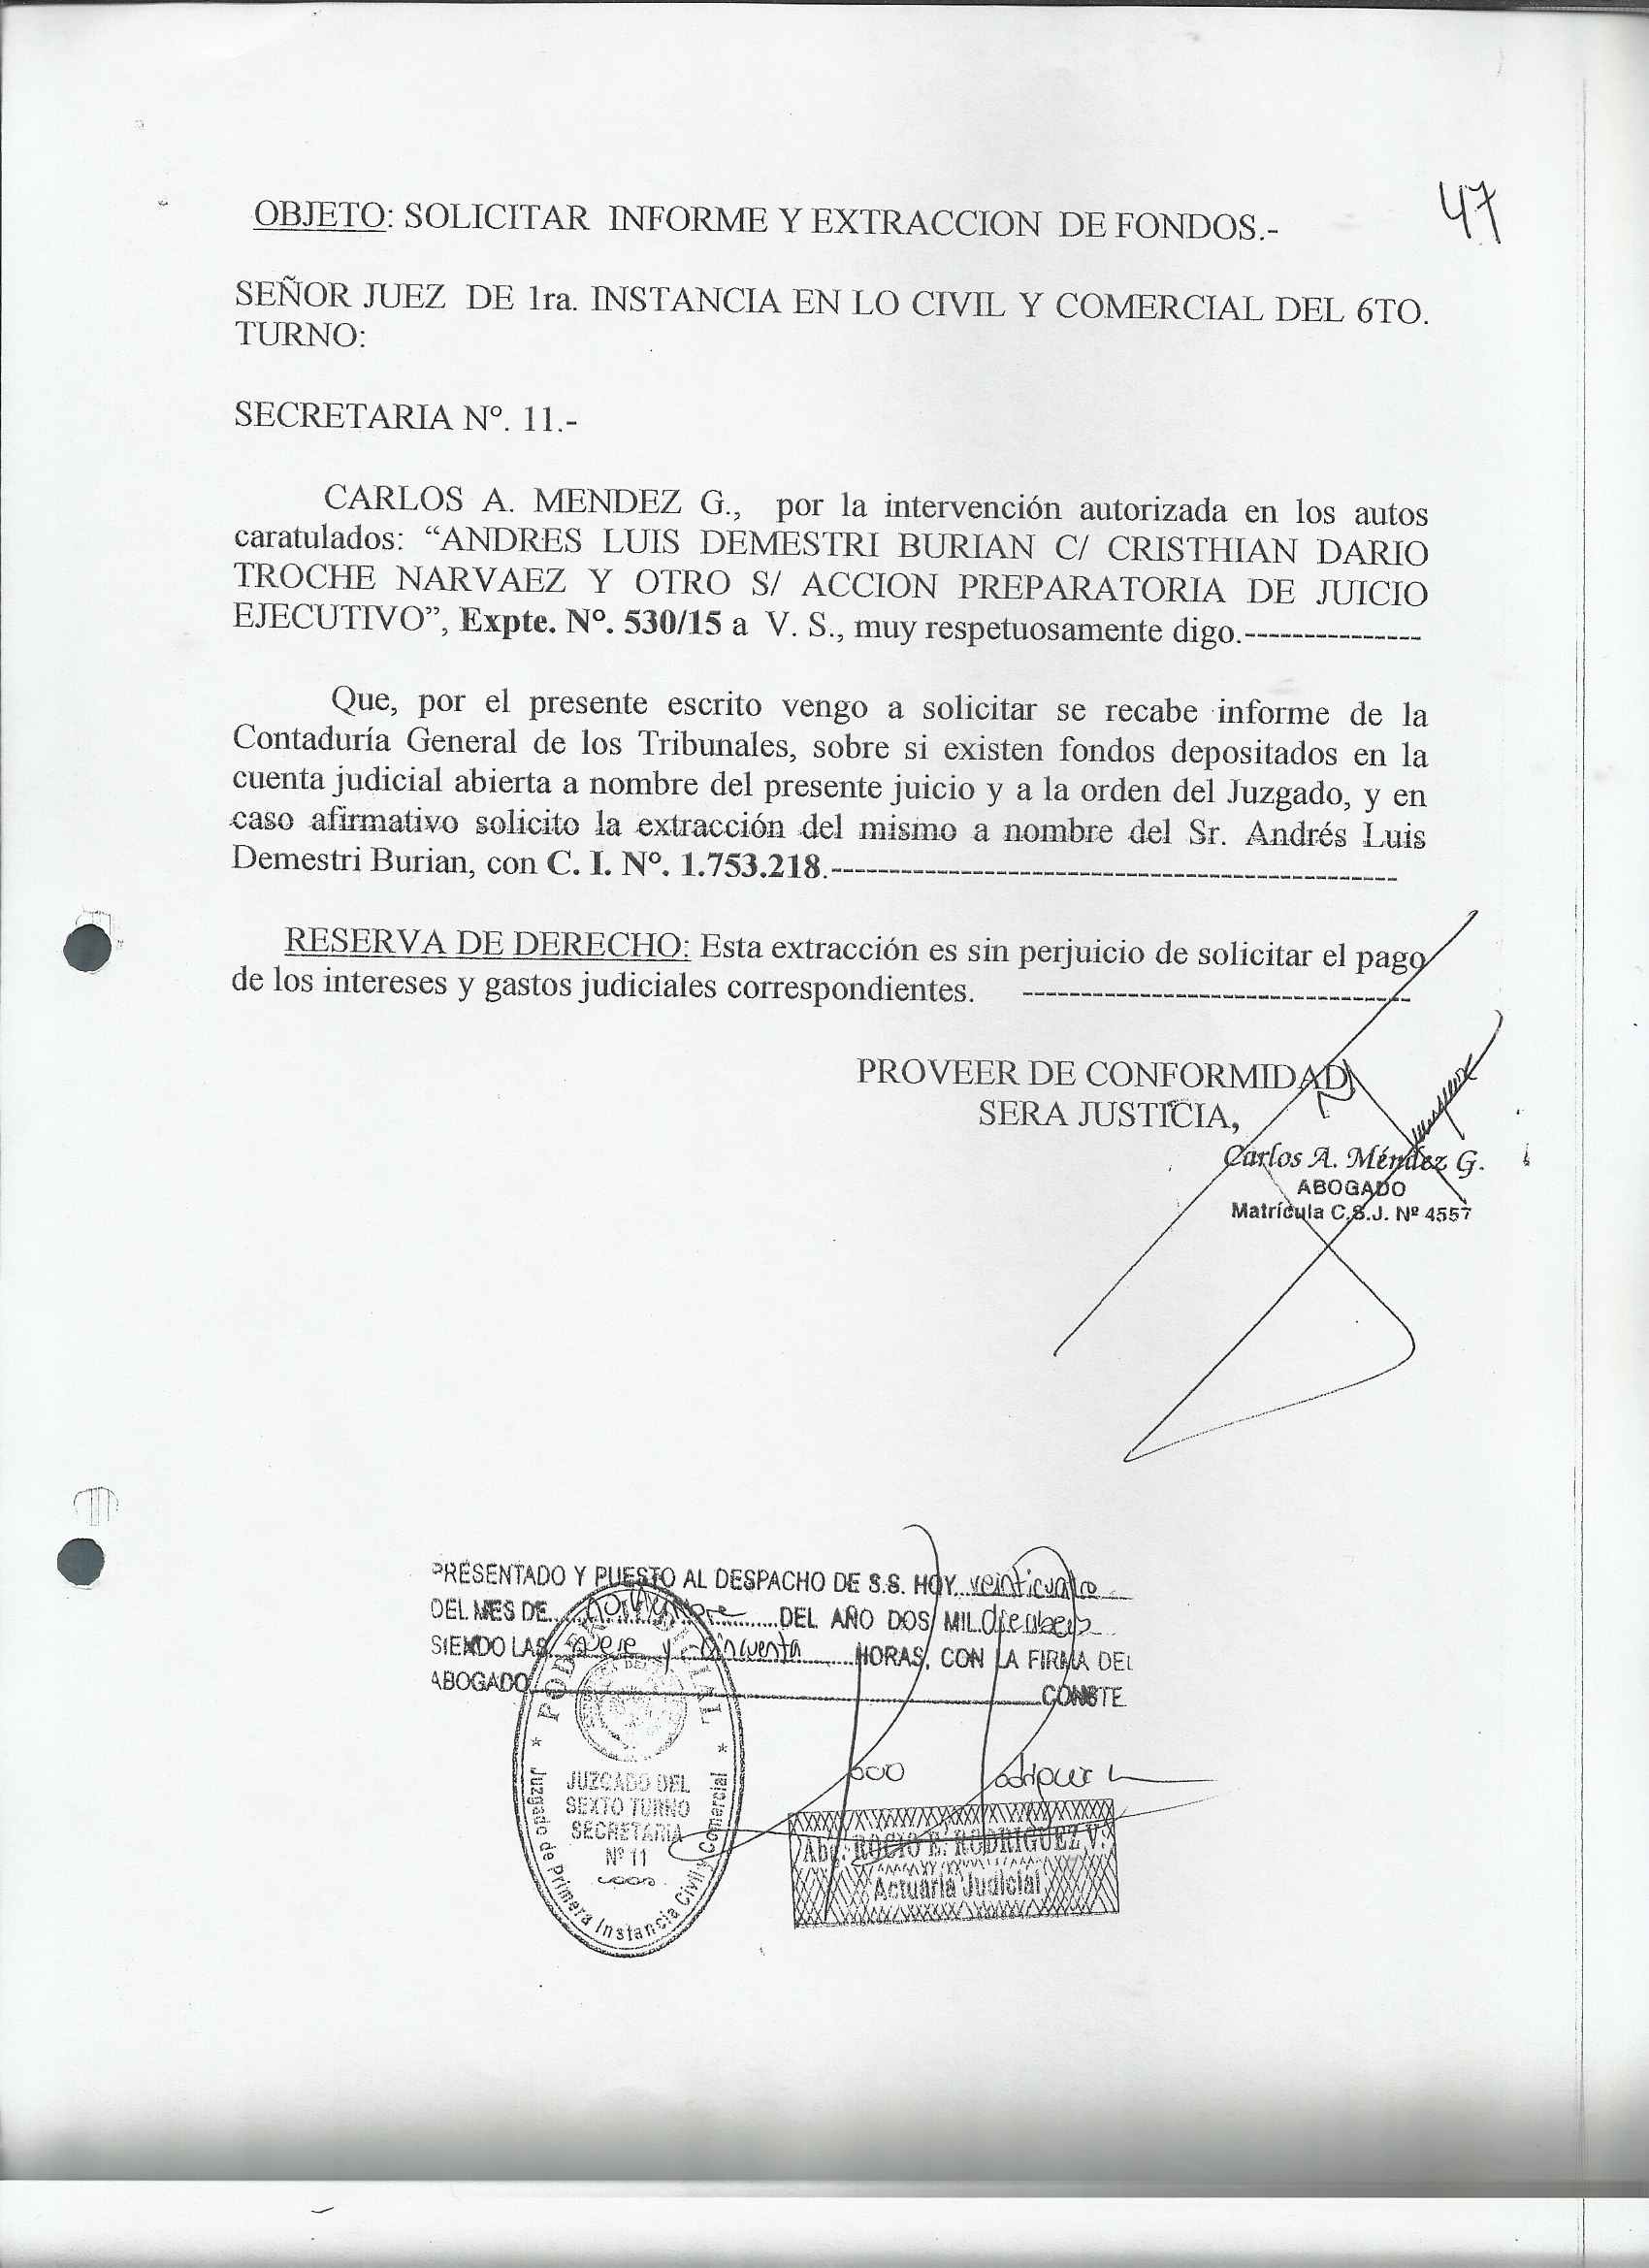 47
OBJETO: SOLICITAR INFORME Y EXTRACCION DE FONDOS.-
SEÑOR JUEZ DE 1ra. INSTANCIA EN LO CIVIL Y COMERCIAL DEL 6TO.
TURNO:
SECRETARIA Nº. 11.-
CARLOS A. MENDEZ G., por la intervención autorizada en los autos
caratulados: “ANDRES LUIS DEMESTRI BURIAN C/ CRISTHIAN DARIO
TROCHE NARVAEZ Y OTRO S/ ACCION PREPARATORIA DE JUICIO
EJECUTIVO”, Expte. Nº. 530/15 a V. S., muy respetuosamente digo.---------------
Que, por el presente escrito vengo a solicitar se recabe informe de la
Contaduría General de los Tribunales, sobre si existen fondos depositados en la
cuenta judicial abierta a nombre del presente juicio y a la orden del Juzgado, y en
caso afirmativo solicito la extracción del mismo a nombre del Sr. Andrés Luis
Demestri Burian, con C. I. Nº. 1.753.218.-------------------------------------------------
RESERVA DE DERECHO: Esta extracción es sin perjuicio de solicitar el pago
de los intereses y gastos judiciales correspondientes. ---------------------------------
PROVEER DE CONFORMIDAD,
SERA JUSTICIA,
Carlos A. Méndez G.
ABOGADO
Matrícula C.S.J. Nº 4557
PRESENTADO Y PUESTO AL DESPACHO DE S.S. HOY veinticuatro
DEL MES DE noviembre DEL AÑO DOS MIL dieciseis
SIENDO LAS nueve y cincuenta HORAS, CON LA FIRMA DEL
ABOGADO CONSTE
PODER JUDICIAL
JUZGADO DEL
SEXTO TURNO
SECRETARIA
Nº 11
Juzgado de Primera Instancia Civil y Comercial
Abg. ROCIO E. RODRIGUEZ V.
Actuaria Judicial